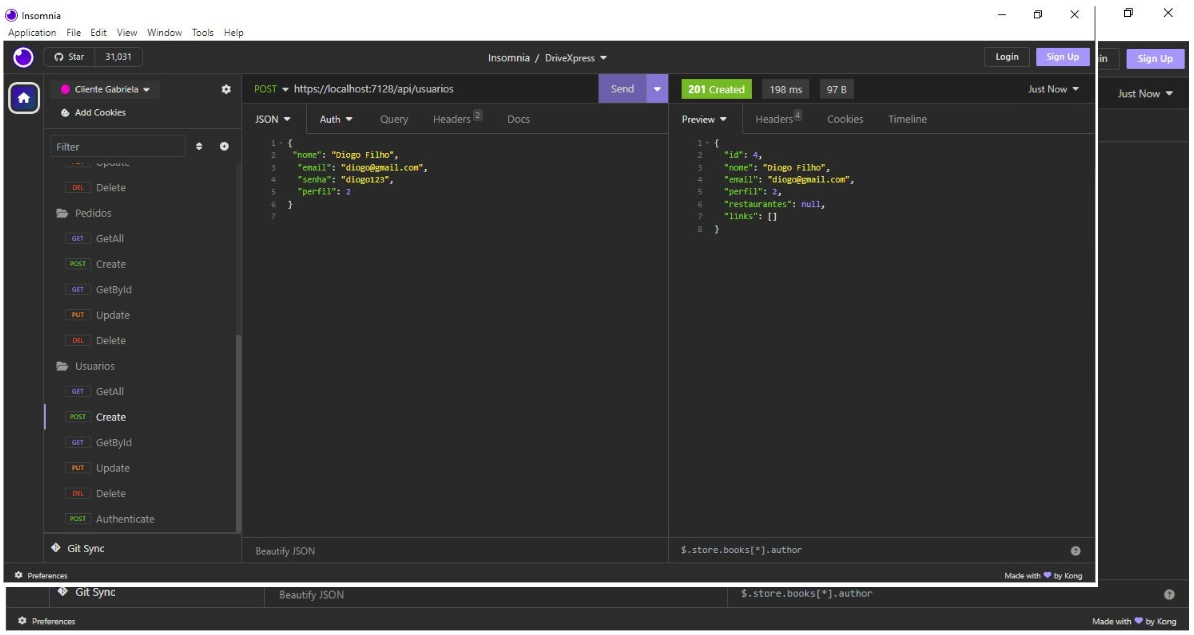 Insomnia
Application File Edit View Window Tools Help
Star 31,031
Insomnia / DriveXpress
Login Sign Up
in Sign Up
Cliente Gabriela
Add Cookies
Filter
Update
DEL Delete
Pedidos
GET GetAll
POST Create
GET GetById
PUT Update
DEL Delete
Usuarios
GET GetAll
POST Create
GET GetById
PUT Update
DEL Delete
POST Authenticate
Git Sync
Preferences
POST https://localhost:7128/api/usuarios Send
JSON Auth Query Headers 2 Docs
1 {
2 "nome": "Diogo Filho",
3 "email": "diogo@gmail.com",
4 "senha": "diogo123",
5 "perfil": 2
6 }
7
Beautify JSON
201 Created 198 ms 97 B Just Now
Just Now
Preview Headers 4 Cookies Timeline
1 {
2 "id": 4,
3 "nome": "Diogo Filho",
4 "email": "diogo@gmail.com",
5 "perfil": 2,
6 "restaurantes": null,
7 "links": []
8 }
$.store.books[*].author
Made with by Kong
Git Sync
Beautify JSON
$.store.books[*].author
Preferences
Made with by Kong